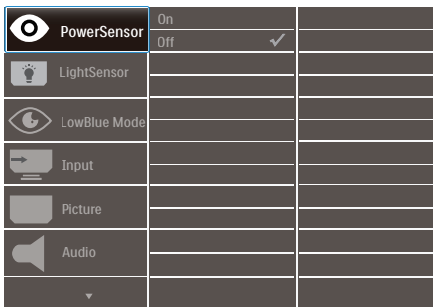 PowerSensor
On
Off
LightSensor
LowBlue Mode
Input
Picture
Audio